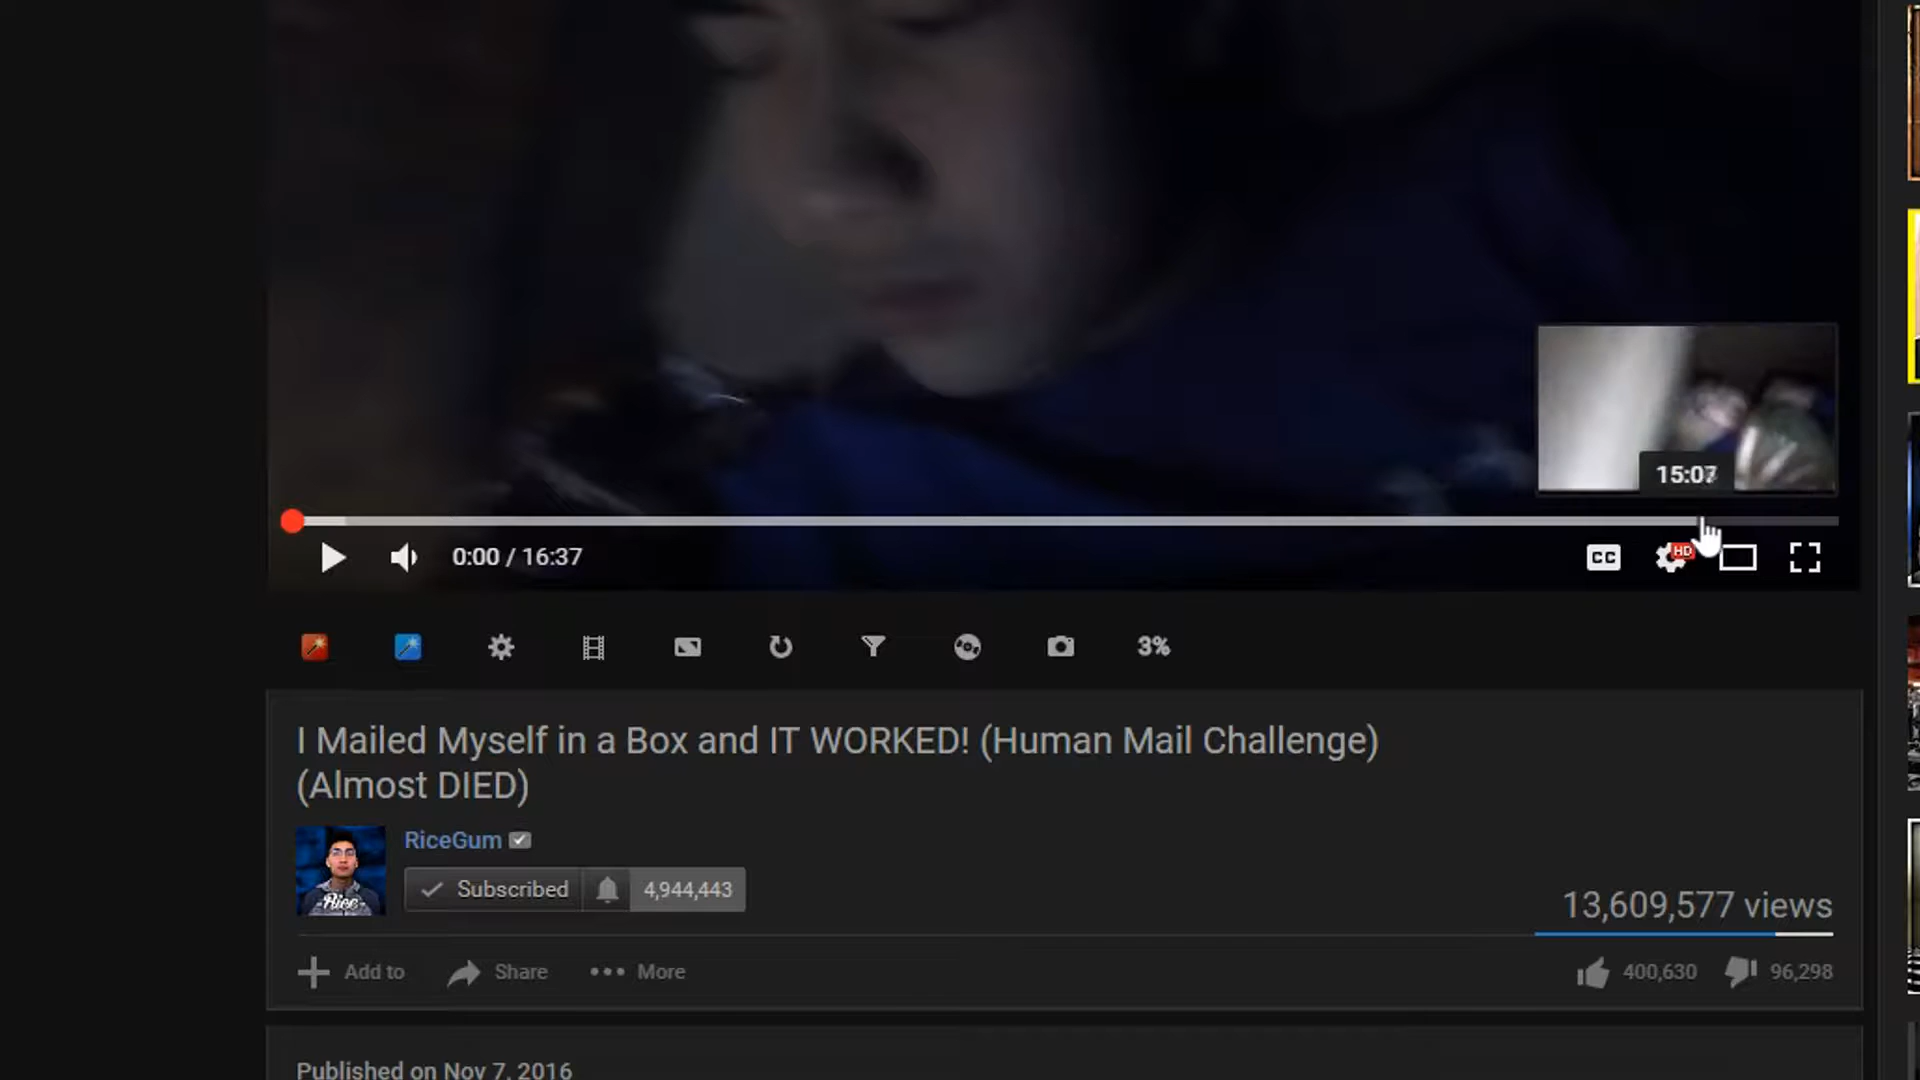 15:07
0:00 / 16:37
CC
HD
3%
I Mailed Myself in a Box and IT WORKED! (Human Mail Challenge)
(Almost DIED)
RiceGum
Rice
Subscribed
4,944,443
13,609,577 views
Add to
Share
More
400,630
96,298
Published on Nov 7, 2016